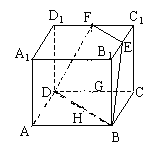 D₁ F C₁
A₁ B₁ E
D G C
H
A B